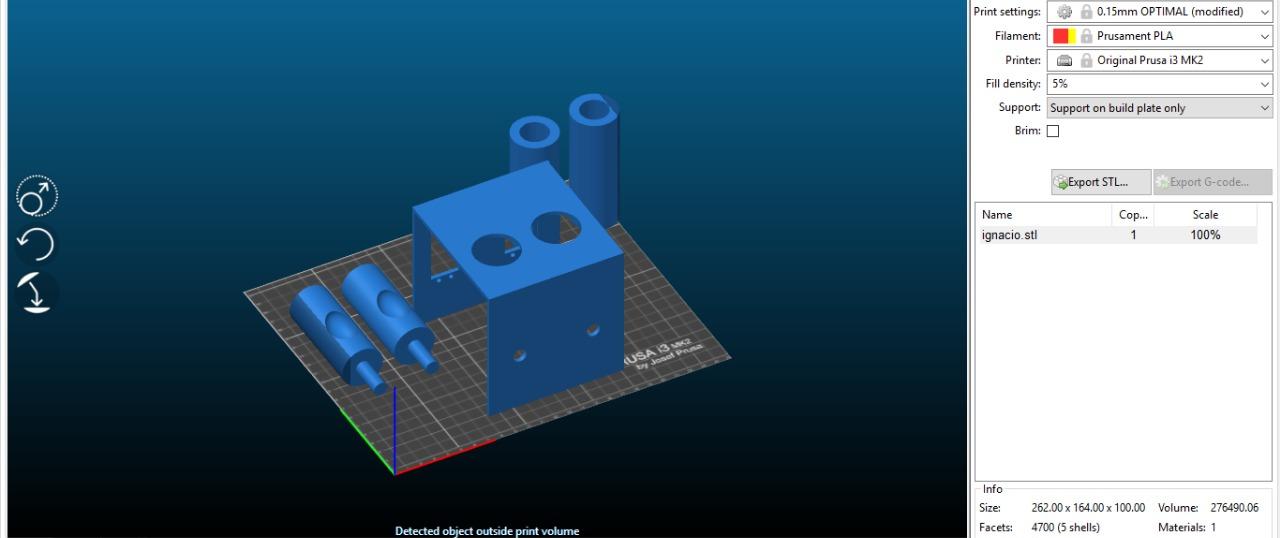 Print settings: 0.15mm OPTIMAL (modified)
Filament: Prusament PLA
Printer: Original Prusa i3 MK2
Fill density: 5%
Support: Support on build plate only
Brim:
Export STL... Export G-code...
Name Cop... Scale
ignacio.stl 1 100%
USA i3 MK2
by Josef Prusa
Info
Size: 262.00 x 164.00 x 100.00 Volume: 276490.06
Facets: 4700 (5 shells) Materials: 1
Detected object outside print volume